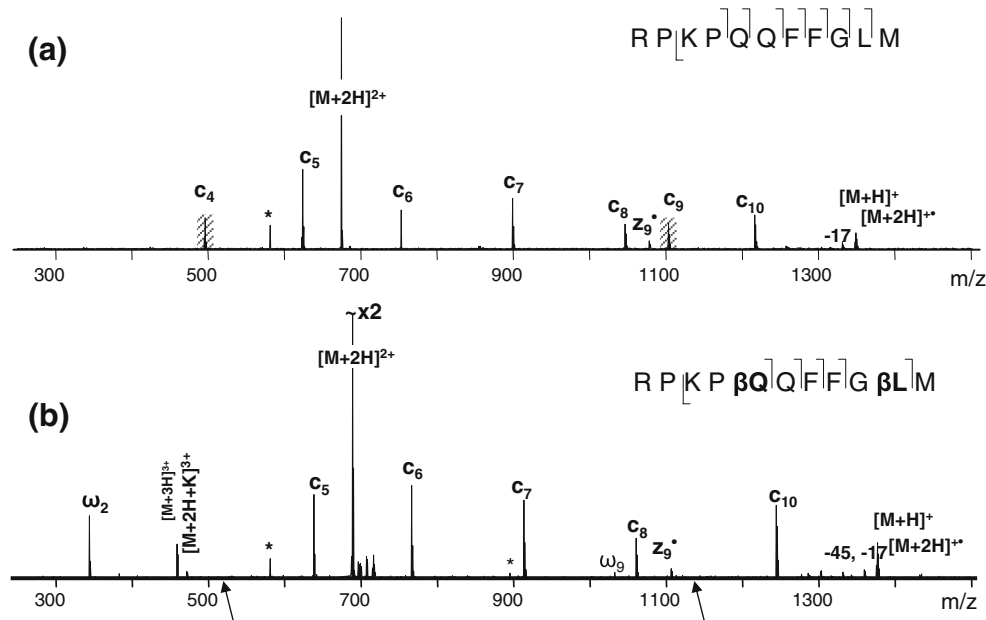 (a)
R P K P Q Q F F G L M
[M+2H]²⁺
c₄
*
c₅
c₆
c₇
c₈
z₉•
c₉
c₁₀
-17
[M+H]⁺
[M+2H]⁺•
300 500 700 900 1100 1300 m/z
(b)
~x2
[M+2H]²⁺
R P K P βQ Q F F G βL M
ω₂
[M+3H]³⁺
[M+2H+K]³⁺
*
c₅
c₆
c₇
*
ω₉
c₈
z₉•
c₁₀
-45, -17
[M+H]⁺
[M+2H]⁺•
300 500 700 900 1100 1300 m/z